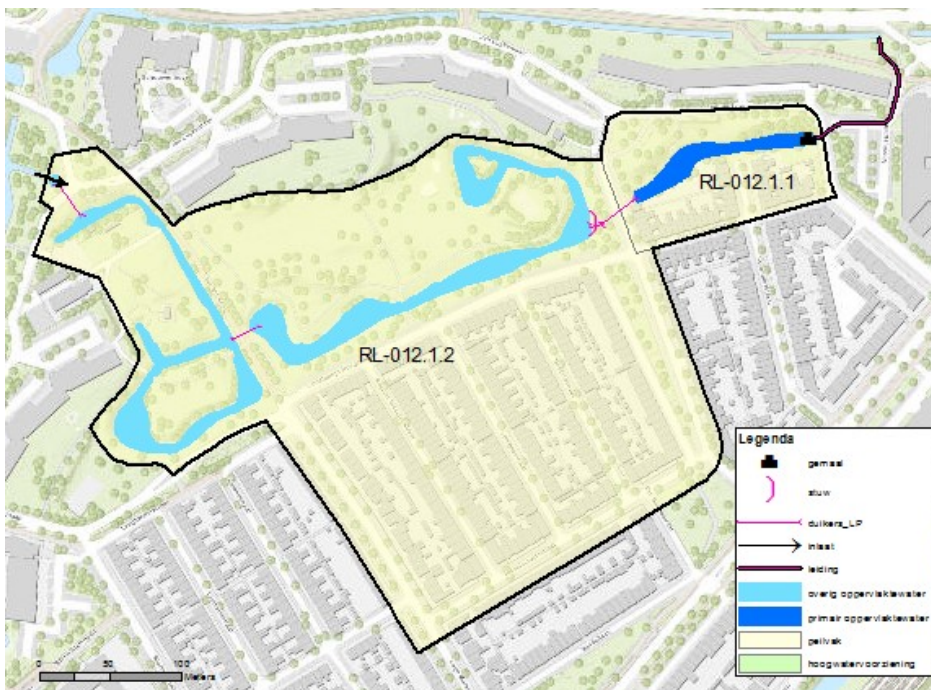 RL-012.1.1
RL-012.1.2
Legenda
gemaal
stuw
duikers_LP
inlaat
leiding
overig oppervlaktewater
primair oppervlaktewater
peilvak
hoogwatervoorziening
0 50 100
Meters